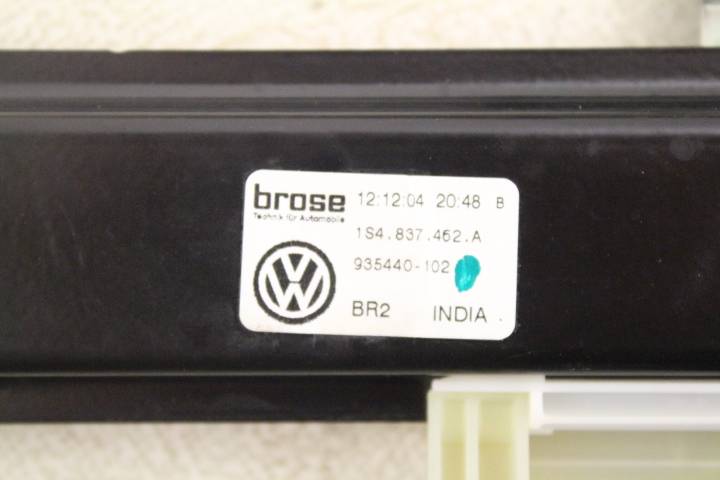 brose 12:12:04 20:48 B
Technik für Automobile
1S4.837.462.A
935440-102
BR2 INDIA